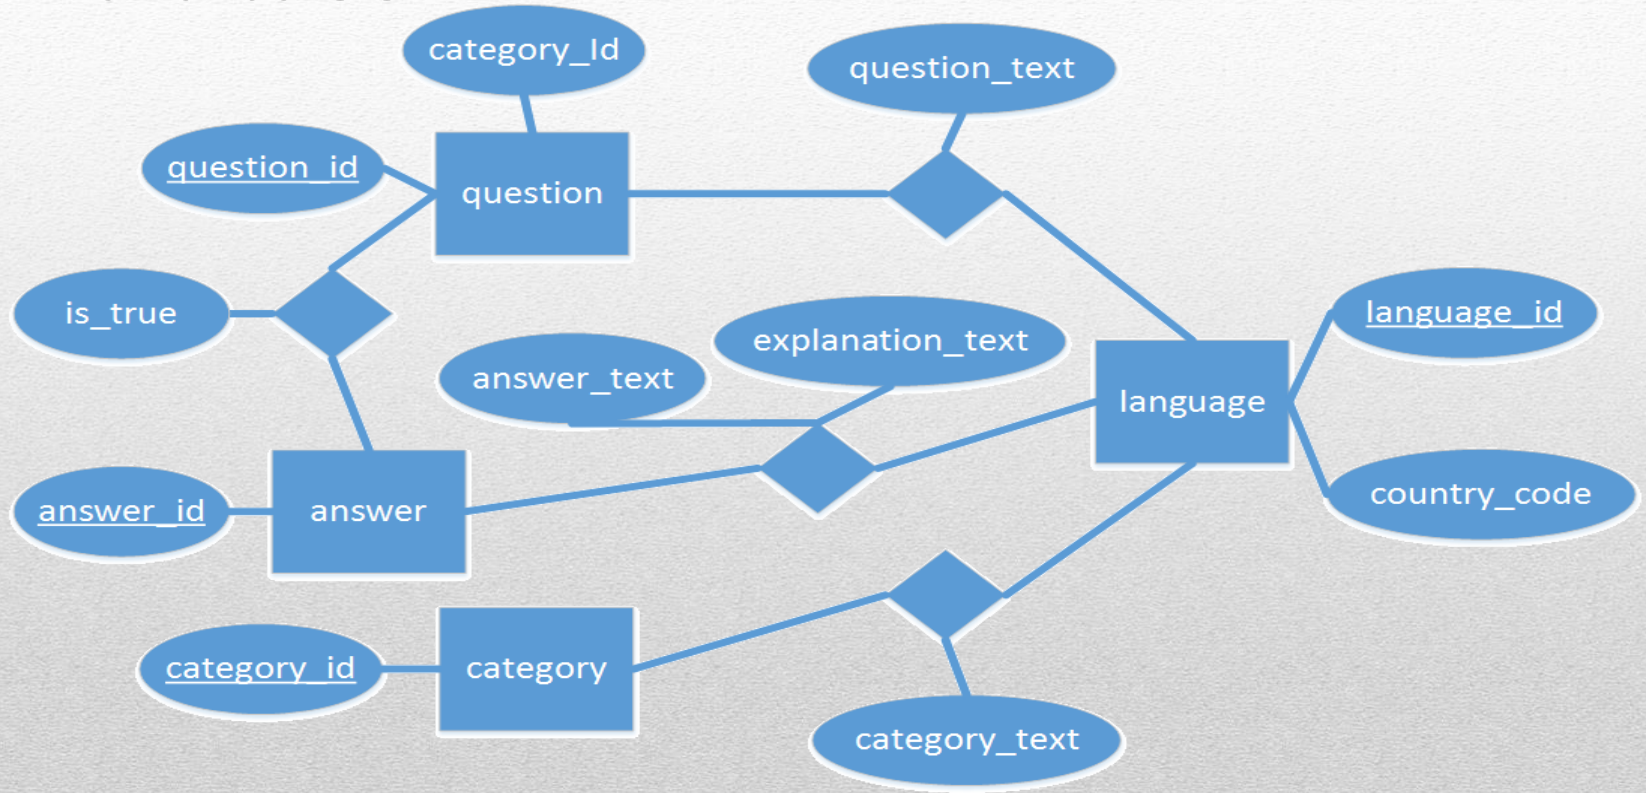 category_Id
question_text
question_id
question
is_true
language_id
explanation_text
answer_text
language
country_code
answer_id
answer
category_id
category
category_text